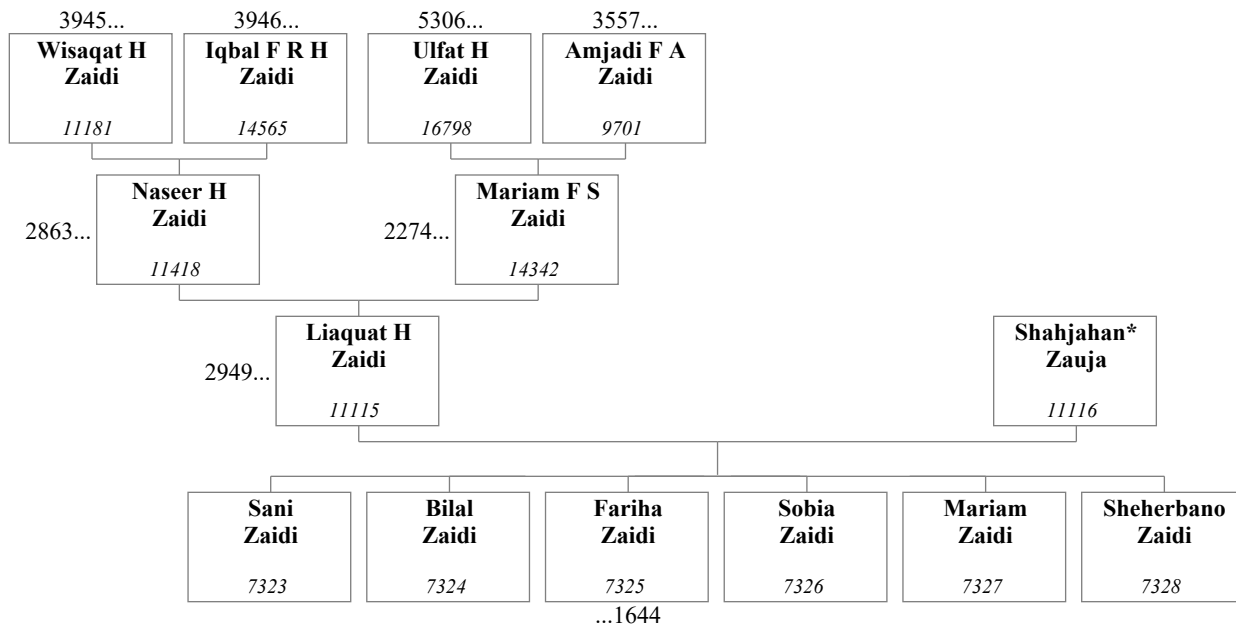 3945... 3946... 5306... 3557...
Wisaqat H Iqbal F R H Ulfat H Amjadi F A
Zaidi Zaidi Zaidi Zaidi
11181 14565 16798 9701
Naseer H Mariam F S
Zaidi Zaidi
2863... 2274...
11418 14342
Liaquat H Shahjahan*
Zaidi Zauja
2949...
11115 11116
Sani Bilal Fariha Sobia Mariam Sheherbano
Zaidi Zaidi Zaidi Zaidi Zaidi Zaidi
7323 7324 7325 7326 7327 7328
...1644